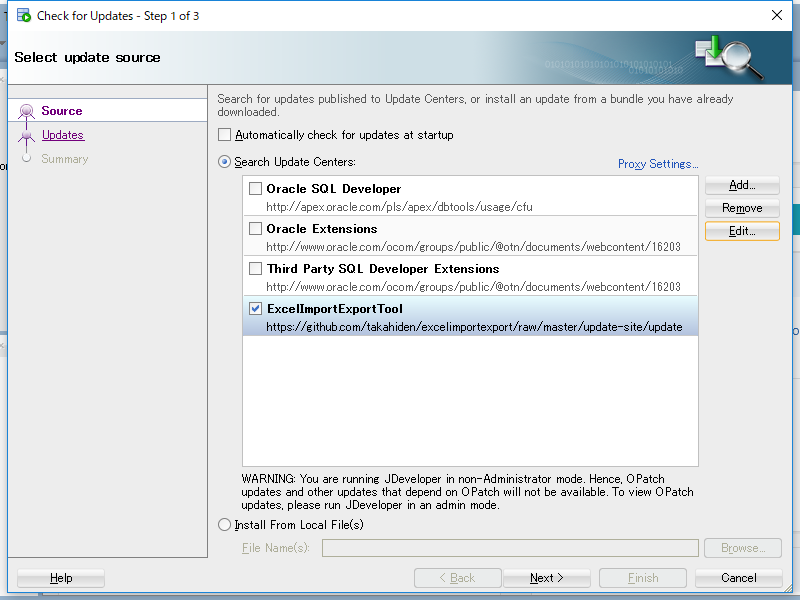 Check for Updates - Step 1 of 3
Select update source
01010101010101010101010101
0101010101
Source
Updates
Summary
Search for updates published to Update Centers, or install an update from a bundle you have already
downloaded.
Automatically check for updates at startup
Search Update Centers:
Proxy Settings...
Oracle SQL Developer
http://apex.oracle.com/pls/apex/dbtools/usage/cfu
Oracle Extensions
http://www.oracle.com/ocom/groups/public/@otn/documents/webcontent/16203
Third Party SQL Developer Extensions
http://www.oracle.com/ocom/groups/public/@otn/documents/webcontent/16203
ExcelImportExportTool
https://github.com/takahiden/excelimportexport/raw/master/update-site/update
Add...
Remove
Edit...
WARNING: You are running JDeveloper in non-Administrator mode. Hence, OPatch
updates and other updates that depend on OPatch will not be available. To view OPatch
updates, please run JDeveloper in an admin mode.
Install From Local File(s)
File Name(s):
Browse...
Help
< Back
Next >
Finish
Cancel